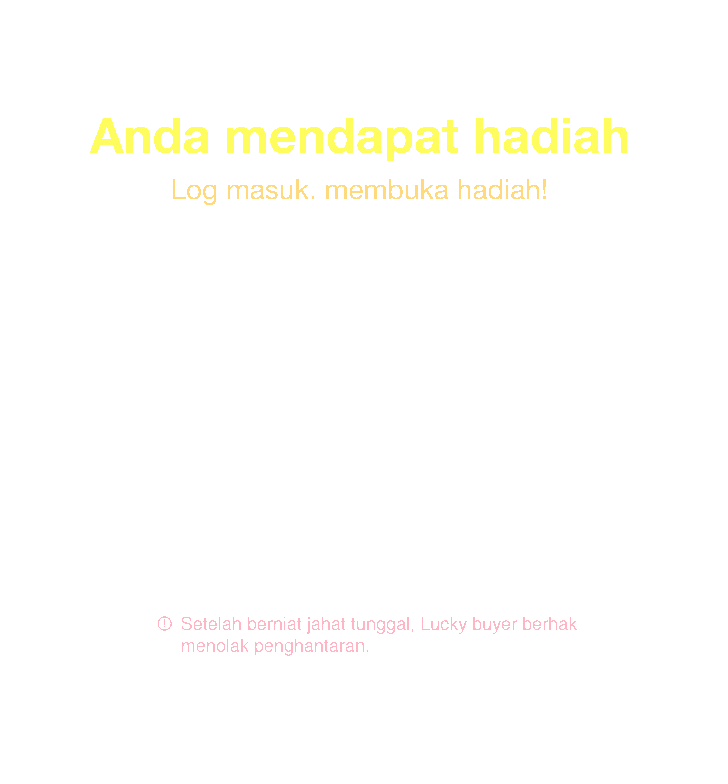 Anda mendapat hadiah
Log masuk. membuka hadiah!
Setelah berniat jahat tunggal, Lucky buyer berhak
menolak penghantaran.